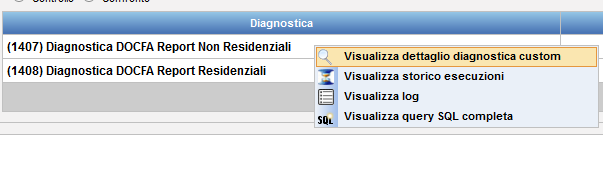 Controllo Confronto
Diagnostica
(1407) Diagnostica DOCFA Report Non Residenziali
(1408) Diagnostica DOCFA Report Residenziali
Visualizza dettaglio diagnostica custom
Visualizza storico esecuzioni
Visualizza log
SQL Visualizza query SQL completa